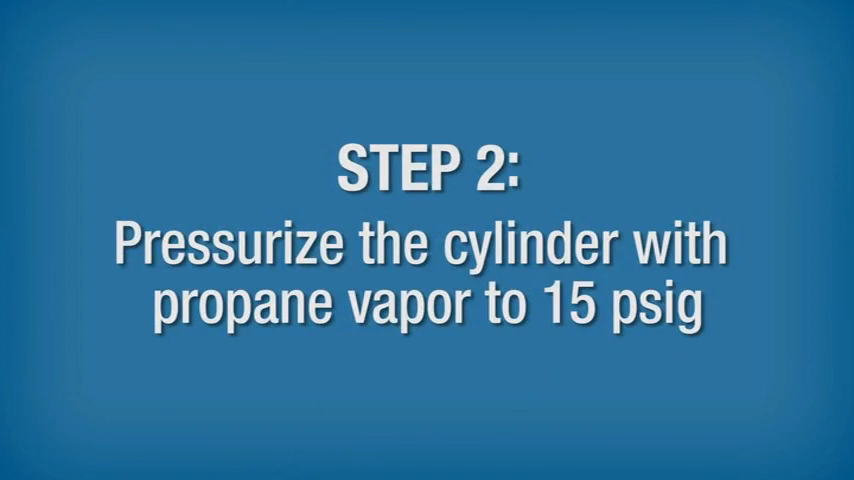 STEP 2:
Pressurize the cylinder with
propane vapor to 15 psig